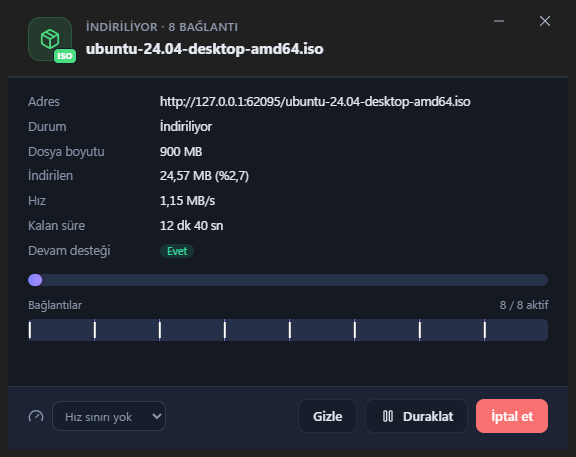 İNDİRİLİYOR · 8 BAĞLANTI
ubuntu-24.04-desktop-amd64.iso
ISO
Adres http://127.0.0.1:62095/ubuntu-24.04-desktop-amd64.iso
Durum İndiriliyor
Dosya boyutu 900 MB
İndirilen 24,57 MB (%2,7)
Hız 1,15 MB/s
Kalan süre 12 dk 40 sn
Devam desteği Evet
Bağlantılar 8 / 8 aktif
Hız sınırı yok Gizle Duraklat İptal et